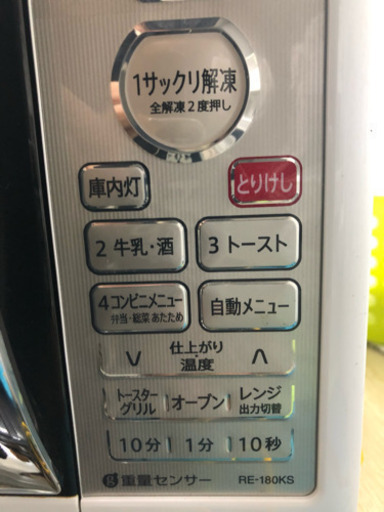 1サックリ解凍
全解凍2度押し
庫内灯
とりけし
2 牛乳・酒
3 トースト
4コンビニメニュー
弁当・総菜 あたため
自動メニュー
∨ 仕上がり・温度 ∧
トースターグリル
オーブン
レンジ出力切替
10分
1分
10秒
g 重量センサー
RE-180KS